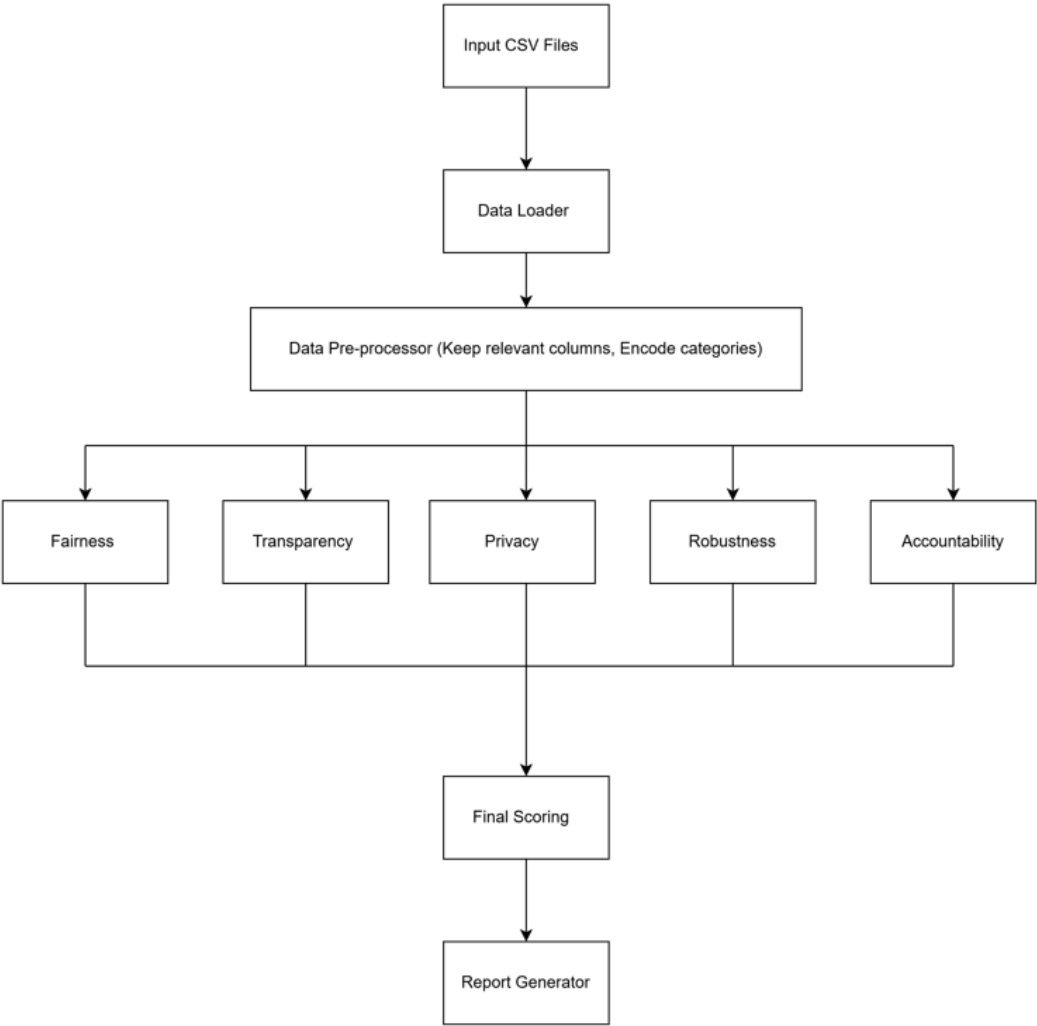 Input CSV Files
Data Loader
Data Pre-processor (Keep relevant columns, Encode categories)
Fairness
Transparency
Privacy
Robustness
Accountability
Final Scoring
Report Generator